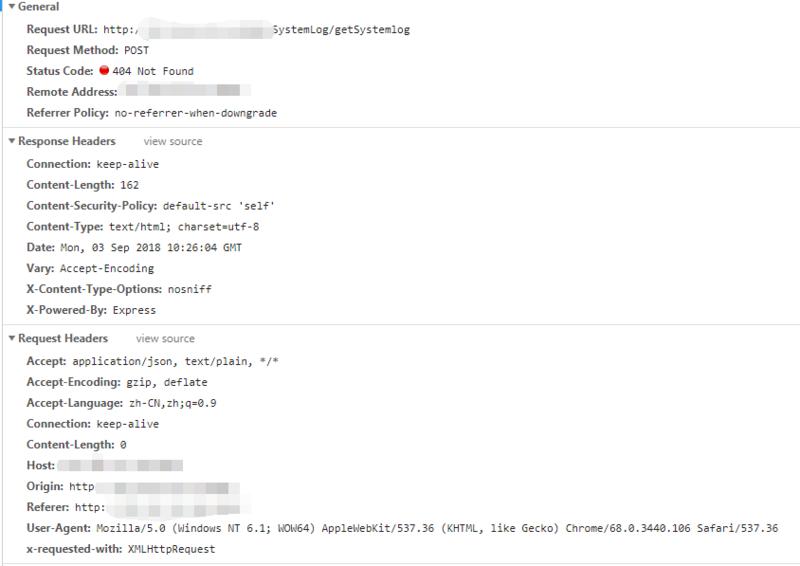 General
Request URL: http:/ SystemLog/getSystemlog
Request Method: POST
Status Code: 404 Not Found
Remote Address:
Referrer Policy: no-referrer-when-downgrade
Response Headers view source
Connection: keep-alive
Content-Length: 162
Content-Security-Policy: default-src 'self'
Content-Type: text/html; charset=utf-8
Date: Mon, 03 Sep 2018 10:26:04 GMT
Vary: Accept-Encoding
X-Content-Type-Options: nosniff
X-Powered-By: Express
Request Headers view source
Accept: application/json, text/plain, */*
Accept-Encoding: gzip, deflate
Accept-Language: zh-CN,zh;q=0.9
Connection: keep-alive
Content-Length: 0
Host:
Origin: http
Referer: http:
User-Agent: Mozilla/5.0 (Windows NT 6.1; WOW64) AppleWebKit/537.36 (KHTML, like Gecko) Chrome/68.0.3440.106 Safari/537.36
x-requested-with: XMLHttpRequest